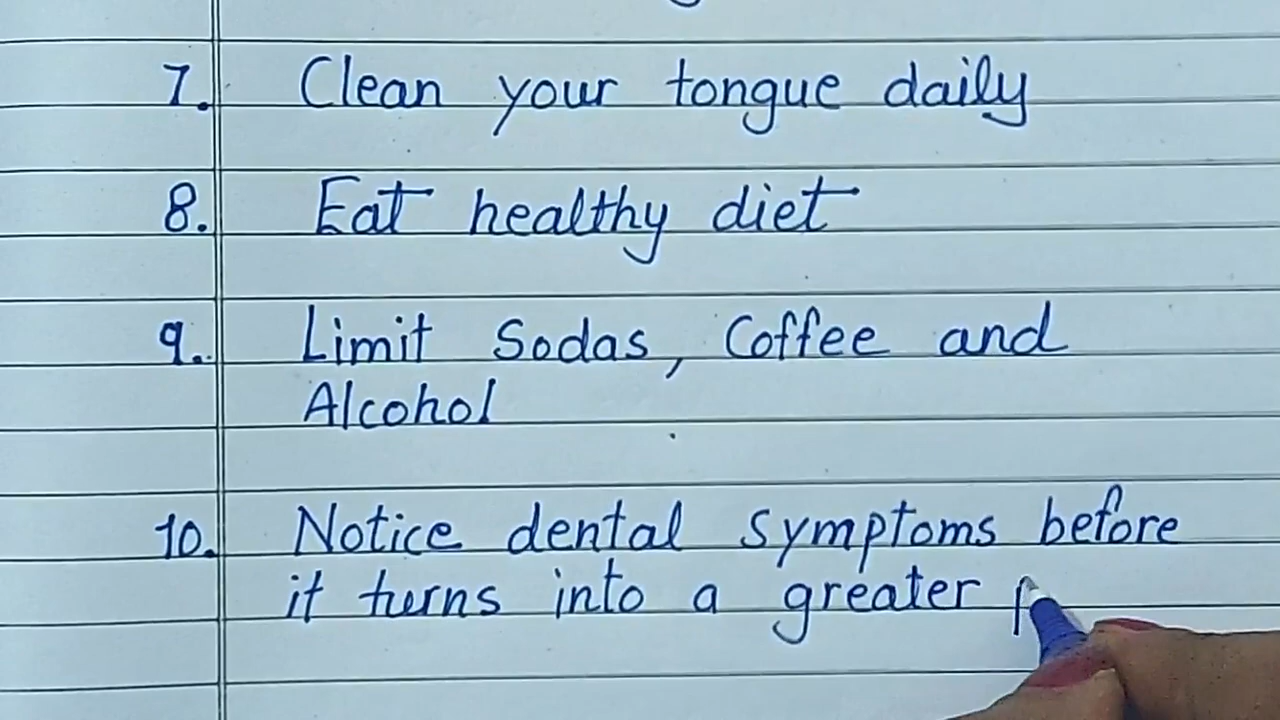 7. Clean your tongue daily
8. Eat healthy diet
9. Limit Sodas, Coffee and
Alcohol
10. Notice dental symptoms before
it turns into a greater